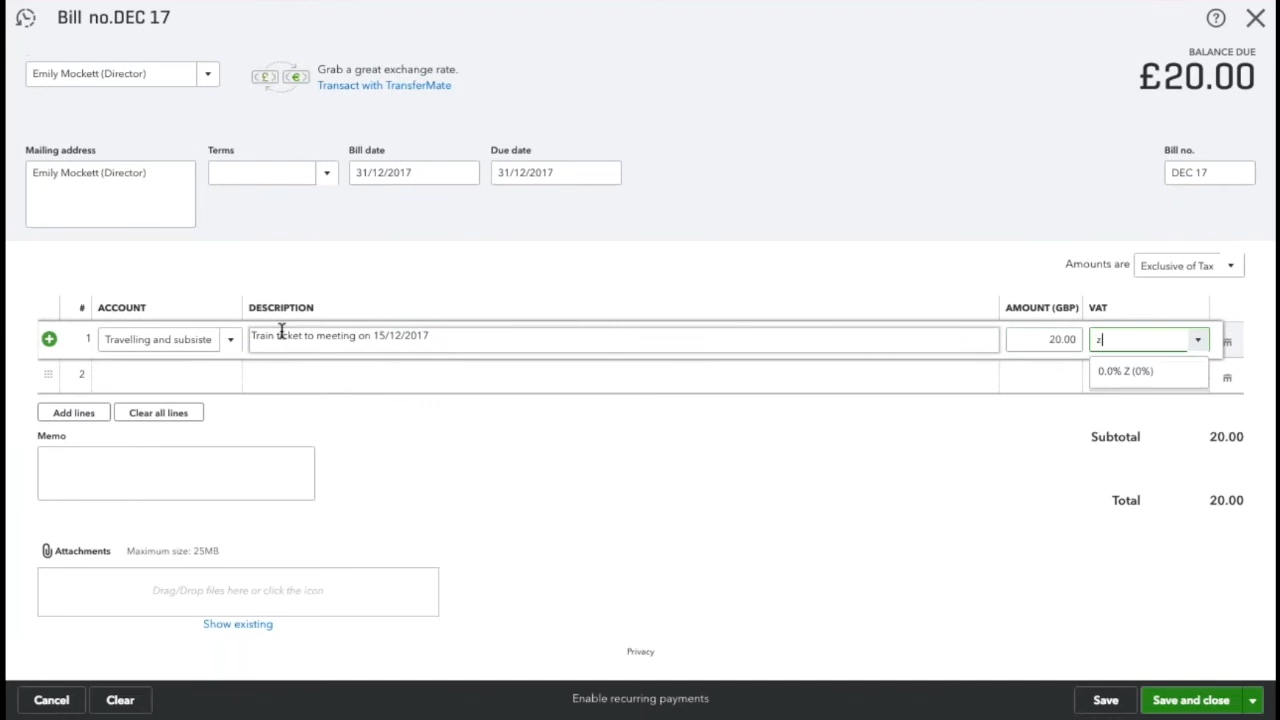 Bill no.DEC 17
Emily Mockett (Director)
Grab a great exchange rate.
Transact with TransferMate
BALANCE DUE
£20.00
Mailing address
Terms
Bill date
Due date
Bill no.
Emily Mockett (Director)
31/12/2017
31/12/2017
DEC 17
Amounts are
Exclusive of Tax
# ACCOUNT DESCRIPTION AMOUNT (GBP) VAT
1 Travelling and subsiste Train ticket to meeting on 15/12/2017 20.00 z
0.0% Z (0%)
2
Add lines
Clear all lines
Memo
Subtotal 20.00
Total 20.00
Attachments Maximum size: 25MB
Drag/Drop files here or click the icon
Show existing
Privacy
Cancel
Clear
Enable recurring payments
Save
Save and close